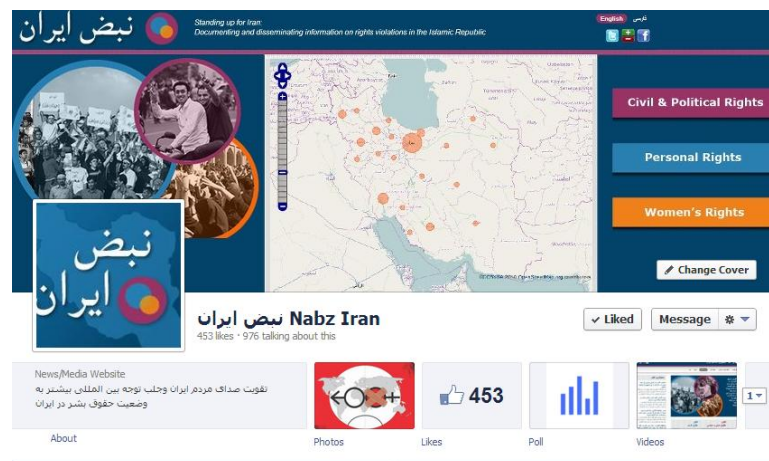 نبض ایران
Standing up for Iran:
Documenting and disseminating information on rights violations in the Islamic Republic
English فارسی
Civil & Political Rights
Personal Rights
Women's Rights
Change Cover
نبض
ایران
Nabz Iran نبض ایران
453 likes · 976 talking about this
Liked
Message
News/Media Website
تقویت صدای مردم ایران وجلب توجه بین المللی بیشتر به
وضعیت حقوق بشر در ایران
About
453
1
Photos
Likes
Poll
Videos